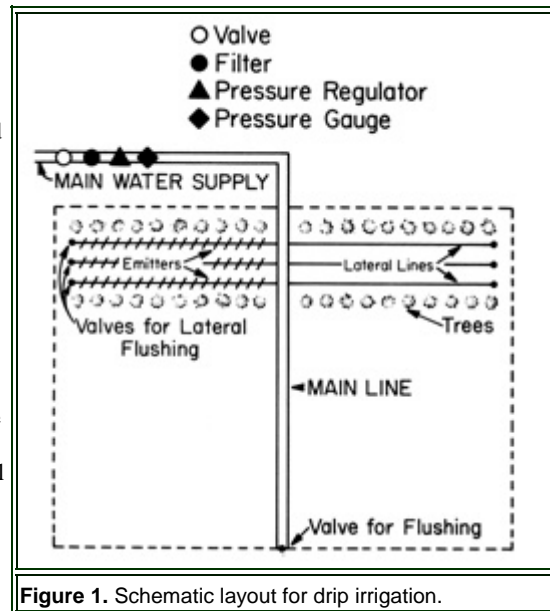 Valve
Filter
Pressure Regulator
Pressure Gauge
MAIN WATER SUPPLY
Emitters
Lateral Lines
Valves for Lateral
Flushing
Trees
MAIN LINE
Valve for Flushing
Figure 1. Schematic layout for drip irrigation.